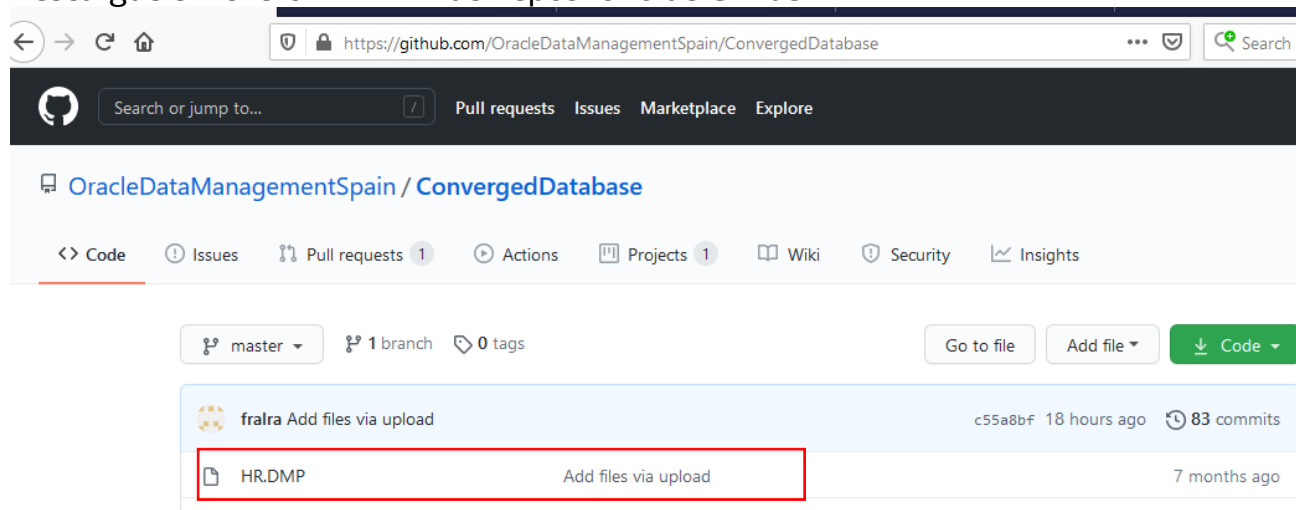 https://github.com/OracleDataManagementSpain/ConvergedDatabase ••• Search
Search or jump to... / Pull requests Issues Marketplace Explore
OracleDataManagementSpain / ConvergedDatabase
<> Code Issues Pull requests 1 Actions Projects 1 Wiki Security Insights
master 1 branch 0 tags Go to file Add file Code
fralra Add files via upload c55a8bf 18 hours ago 83 commits
HR.DMP Add files via upload 7 months ago